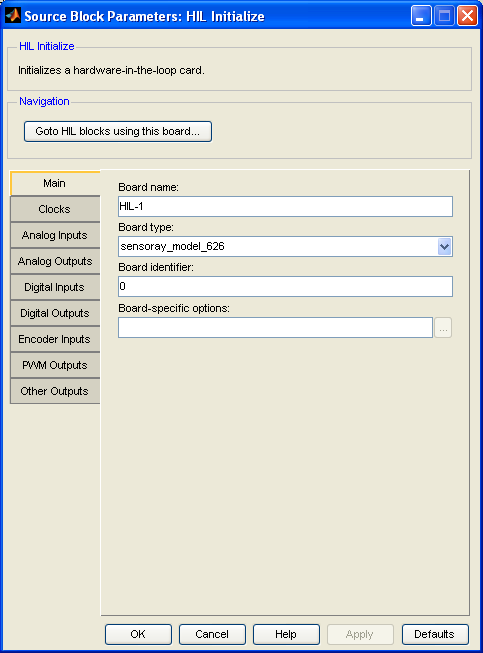 Source Block Parameters: HIL Initialize
HIL Initialize
Initializes a hardware-in-the-loop card.
Navigation
Goto HIL blocks using this board...
Main
Clocks
Analog Inputs
Analog Outputs
Digital Inputs
Digital Outputs
Encoder Inputs
PWM Outputs
Other Outputs
Board name:
HIL-1
Board type:
sensoray_model_626
Board identifier:
0
Board-specific options:
...
OK Cancel Help Apply Defaults